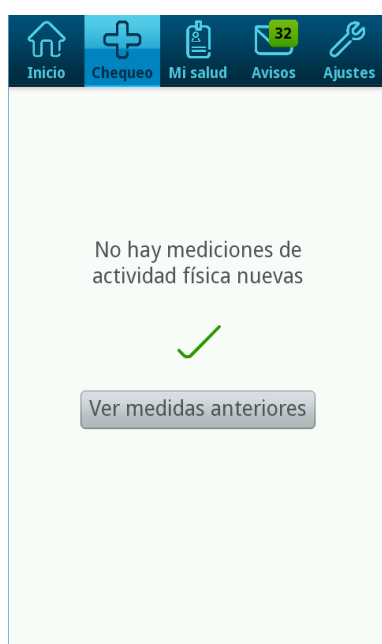 32
Inicio Chequeo Mi salud Avisos Ajustes
No hay mediciones de
actividad física nuevas
Ver medidas anteriores